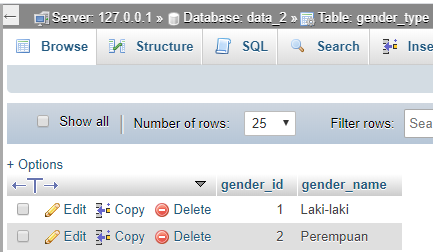 Server: 127.0.0.1 » Database: data_2 » Table: gender_type
Browse Structure SQL Search Inse
Show all Number of rows: 25 Filter rows: Sea
+ Options
gender_id gender_name
Edit Copy Delete 1 Laki-laki
Edit Copy Delete 2 Perempuan